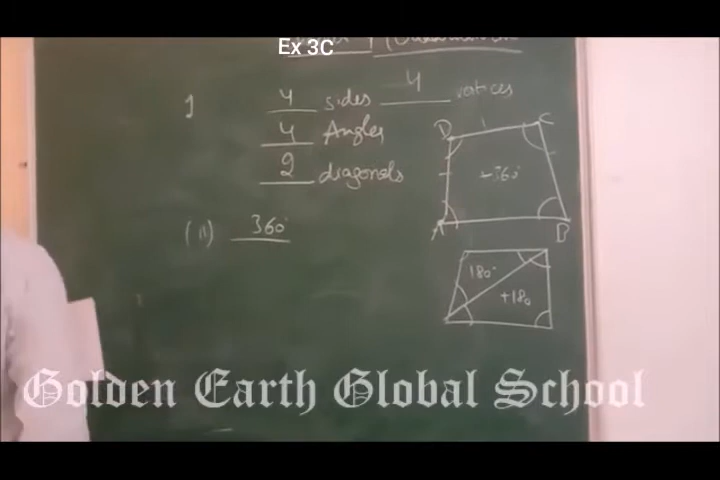 Ex 3C
1 4 sides 4 vertices
4 Angles
2 diagonals
D C
360°
A B
(ii) 360°
180°
+180
Golden Earth Global School